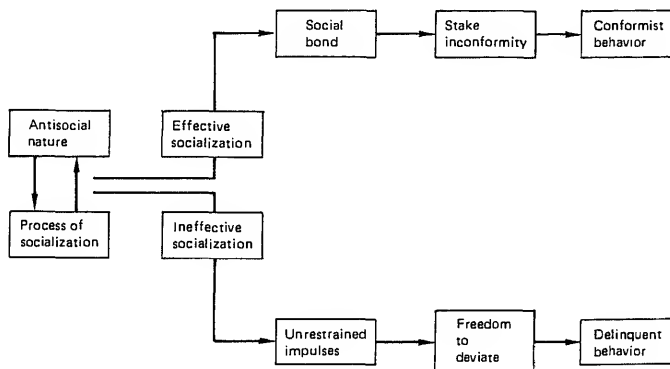 Social
bond
Stake
inconformity
Conformist
behavior
Antisocial
nature
Effective
socialization
Process of
socialization
Ineffective
socialization
Unrestrained
impulses
Freedom
to
deviate
Delinquent
behavior